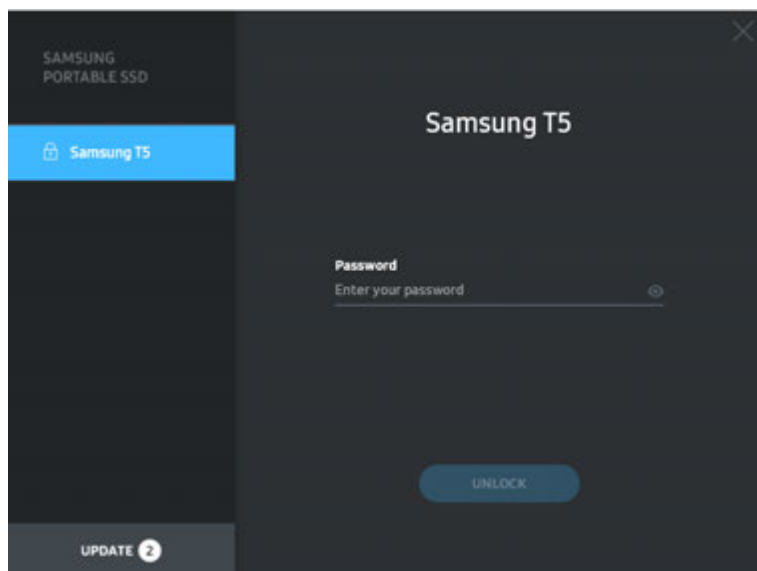 SAMSUNG
PORTABLE SSD
Samsung T5
Samsung T5
Password
Enter your password
UNLOCK
UPDATE 2